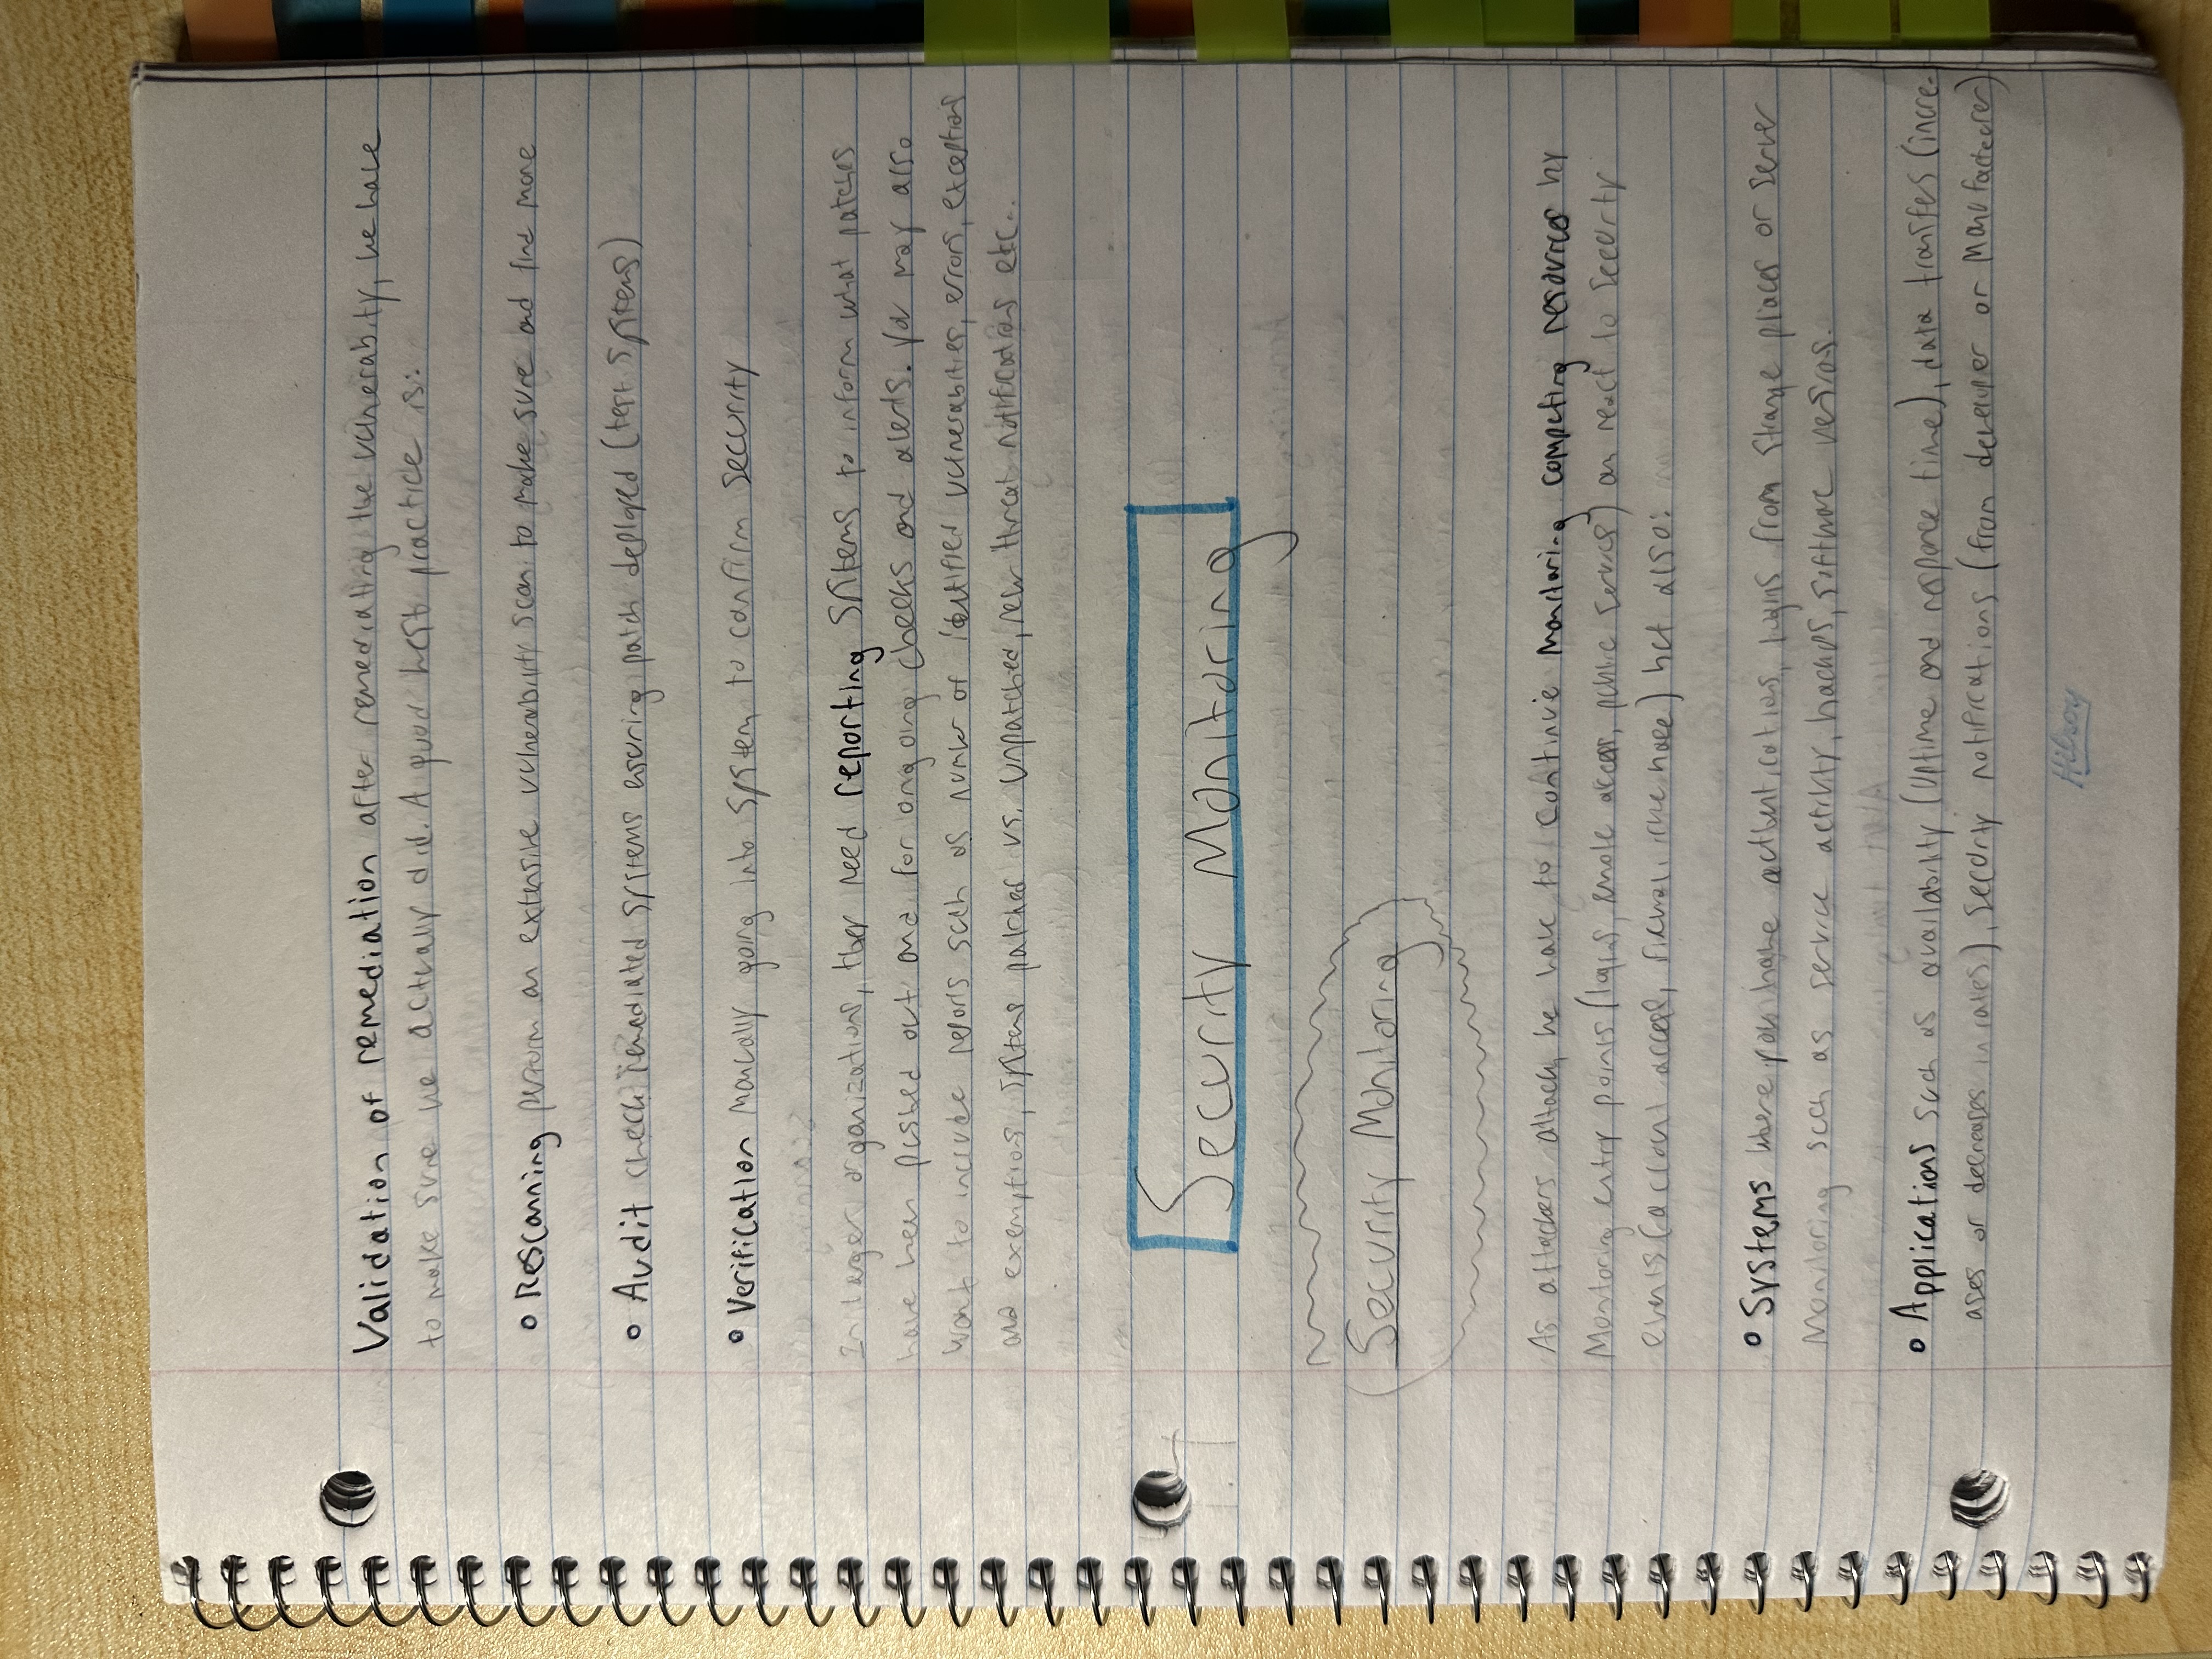 Validation of remediation after remediating the vulnerabity, we have
to make sure we actually did. A good best practice is:
• Rescanning perform an extensive vulnerability scan to make sure and find more
• Audit check remediated systems esuring patch deployed (test systems)
• Verification manually going into system to confirm security
In larger organizations, they need reporting systems to inform what patches
have been pushed out and for ongoing checks and alerts. You may also
want to include reports such as number of identified vulnerabilities, errors, exceptions
and exemptions, systems patched vs. unpatched, new threat notifications etc..
Security Monitoring
Security Monitoring
As attackers attack, we have to continue monitoring computing resources by
Monitoring entry points (logins, remote access, public services) an react to security
events (account access, firewall, ) but also:
• Systems where you have authentications, logins from strange places or server
Monitoring such as service activity, backups, software versions.
• Applications such as availability (uptime and response time), data transfers (incre-
ases or decreases in rates), security notifications (from developer or manufacteurer)
Hilroy